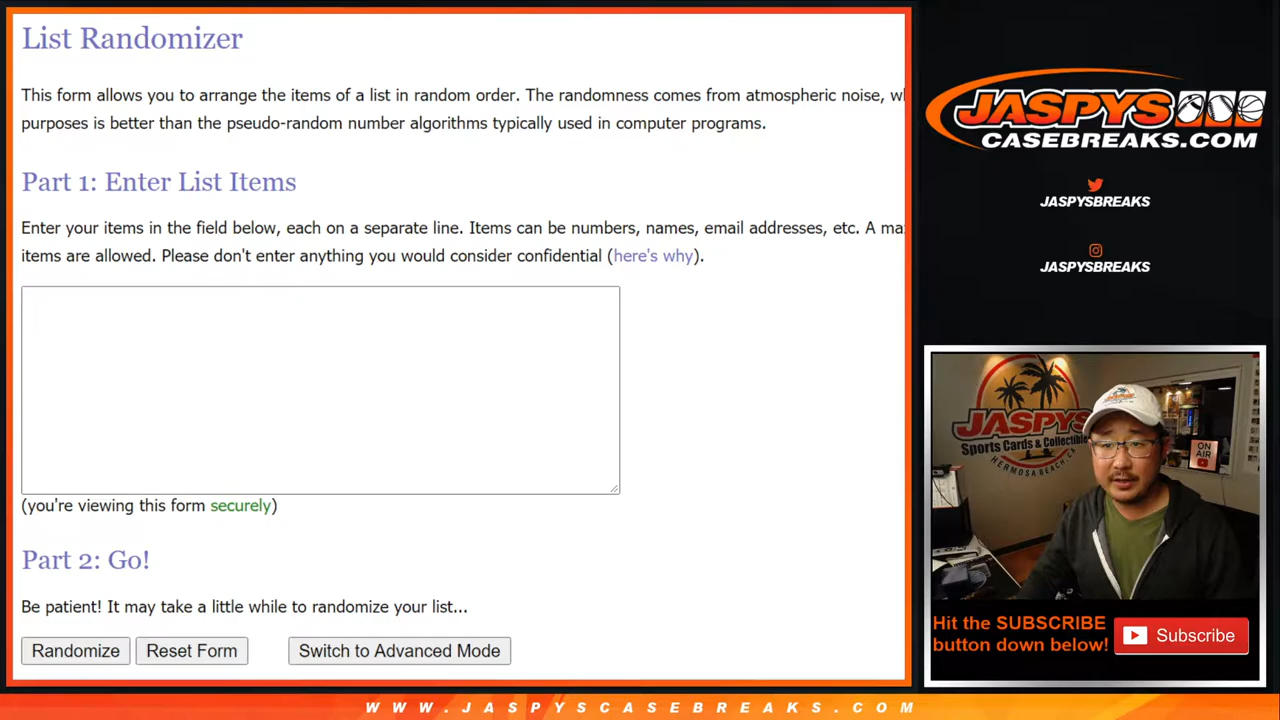 List Randomizer
This form allows you to arrange the items of a list in random order. The randomness comes from atmospheric noise, wh
purposes is better than the pseudo-random number algorithms typically used in computer programs.
Part 1: Enter List Items
Enter your items in the field below, each on a separate line. Items can be numbers, names, email addresses, etc. A ma
items are allowed. Please don't enter anything you would consider confidential (here's why).
(you're viewing this form securely)
Part 2: Go!
Be patient! It may take a little while to randomize your list...
Randomize
Reset Form
Switch to Advanced Mode
JASPYS
CASEBREAKS.COM
JASPYSBREAKS
JASPYSBREAKS
JASPYS
Sports Cards & Collectible
HERMOSA BEACH, CA
ON
AIR
Hit the SUBSCRIBE
button down below!
Subscribe
WWW.JASPYSCASEBREAKS.COM